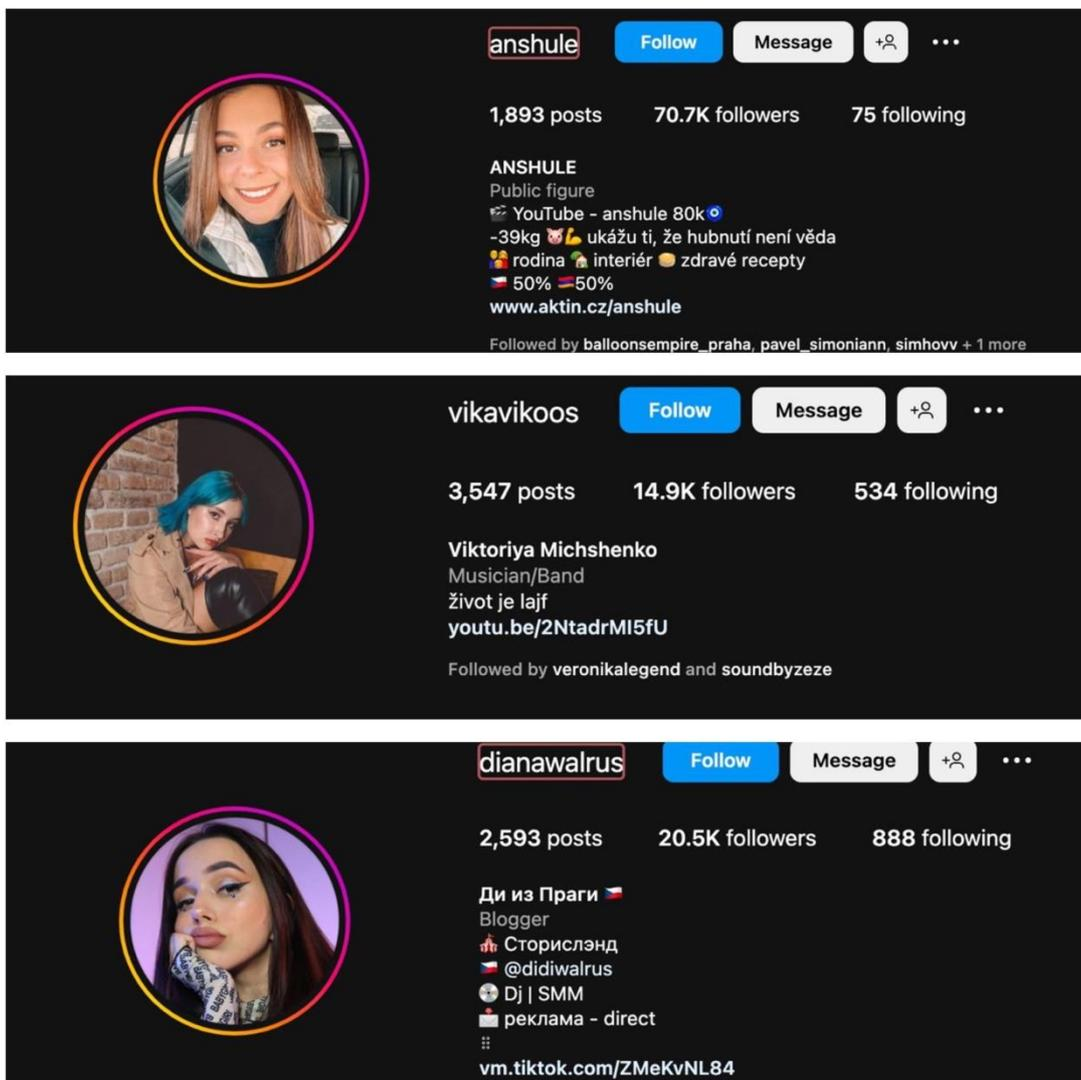 anshule Follow Message
1,893 posts 70.7K followers 75 following
ANSHULE
Public figure
YouTube - anshule 80k
-39kg ukážu ti, že hubnutí není věda
rodina interiér zdravé recepty
50% 50%
www.aktin.cz/anshule
Followed by balloonsempire_praha, pavel_simoniann, simhovv + 1 more
vikavikoos Follow Message
3,547 posts 14.9K followers 534 following
Viktoriya Michshenko
Musician/Band
život je lajf
youtu.be/2NtadrMI5fU
Followed by veronikalegend and soundbyzeze
dianawalrus Follow Message
2,593 posts 20.5K followers 888 following
Ди из Праги
Blogger
Сторислэнд
@didiwalrus
Dj | SMM
реклама - direct
vm.tiktok.com/ZMeKvNL84